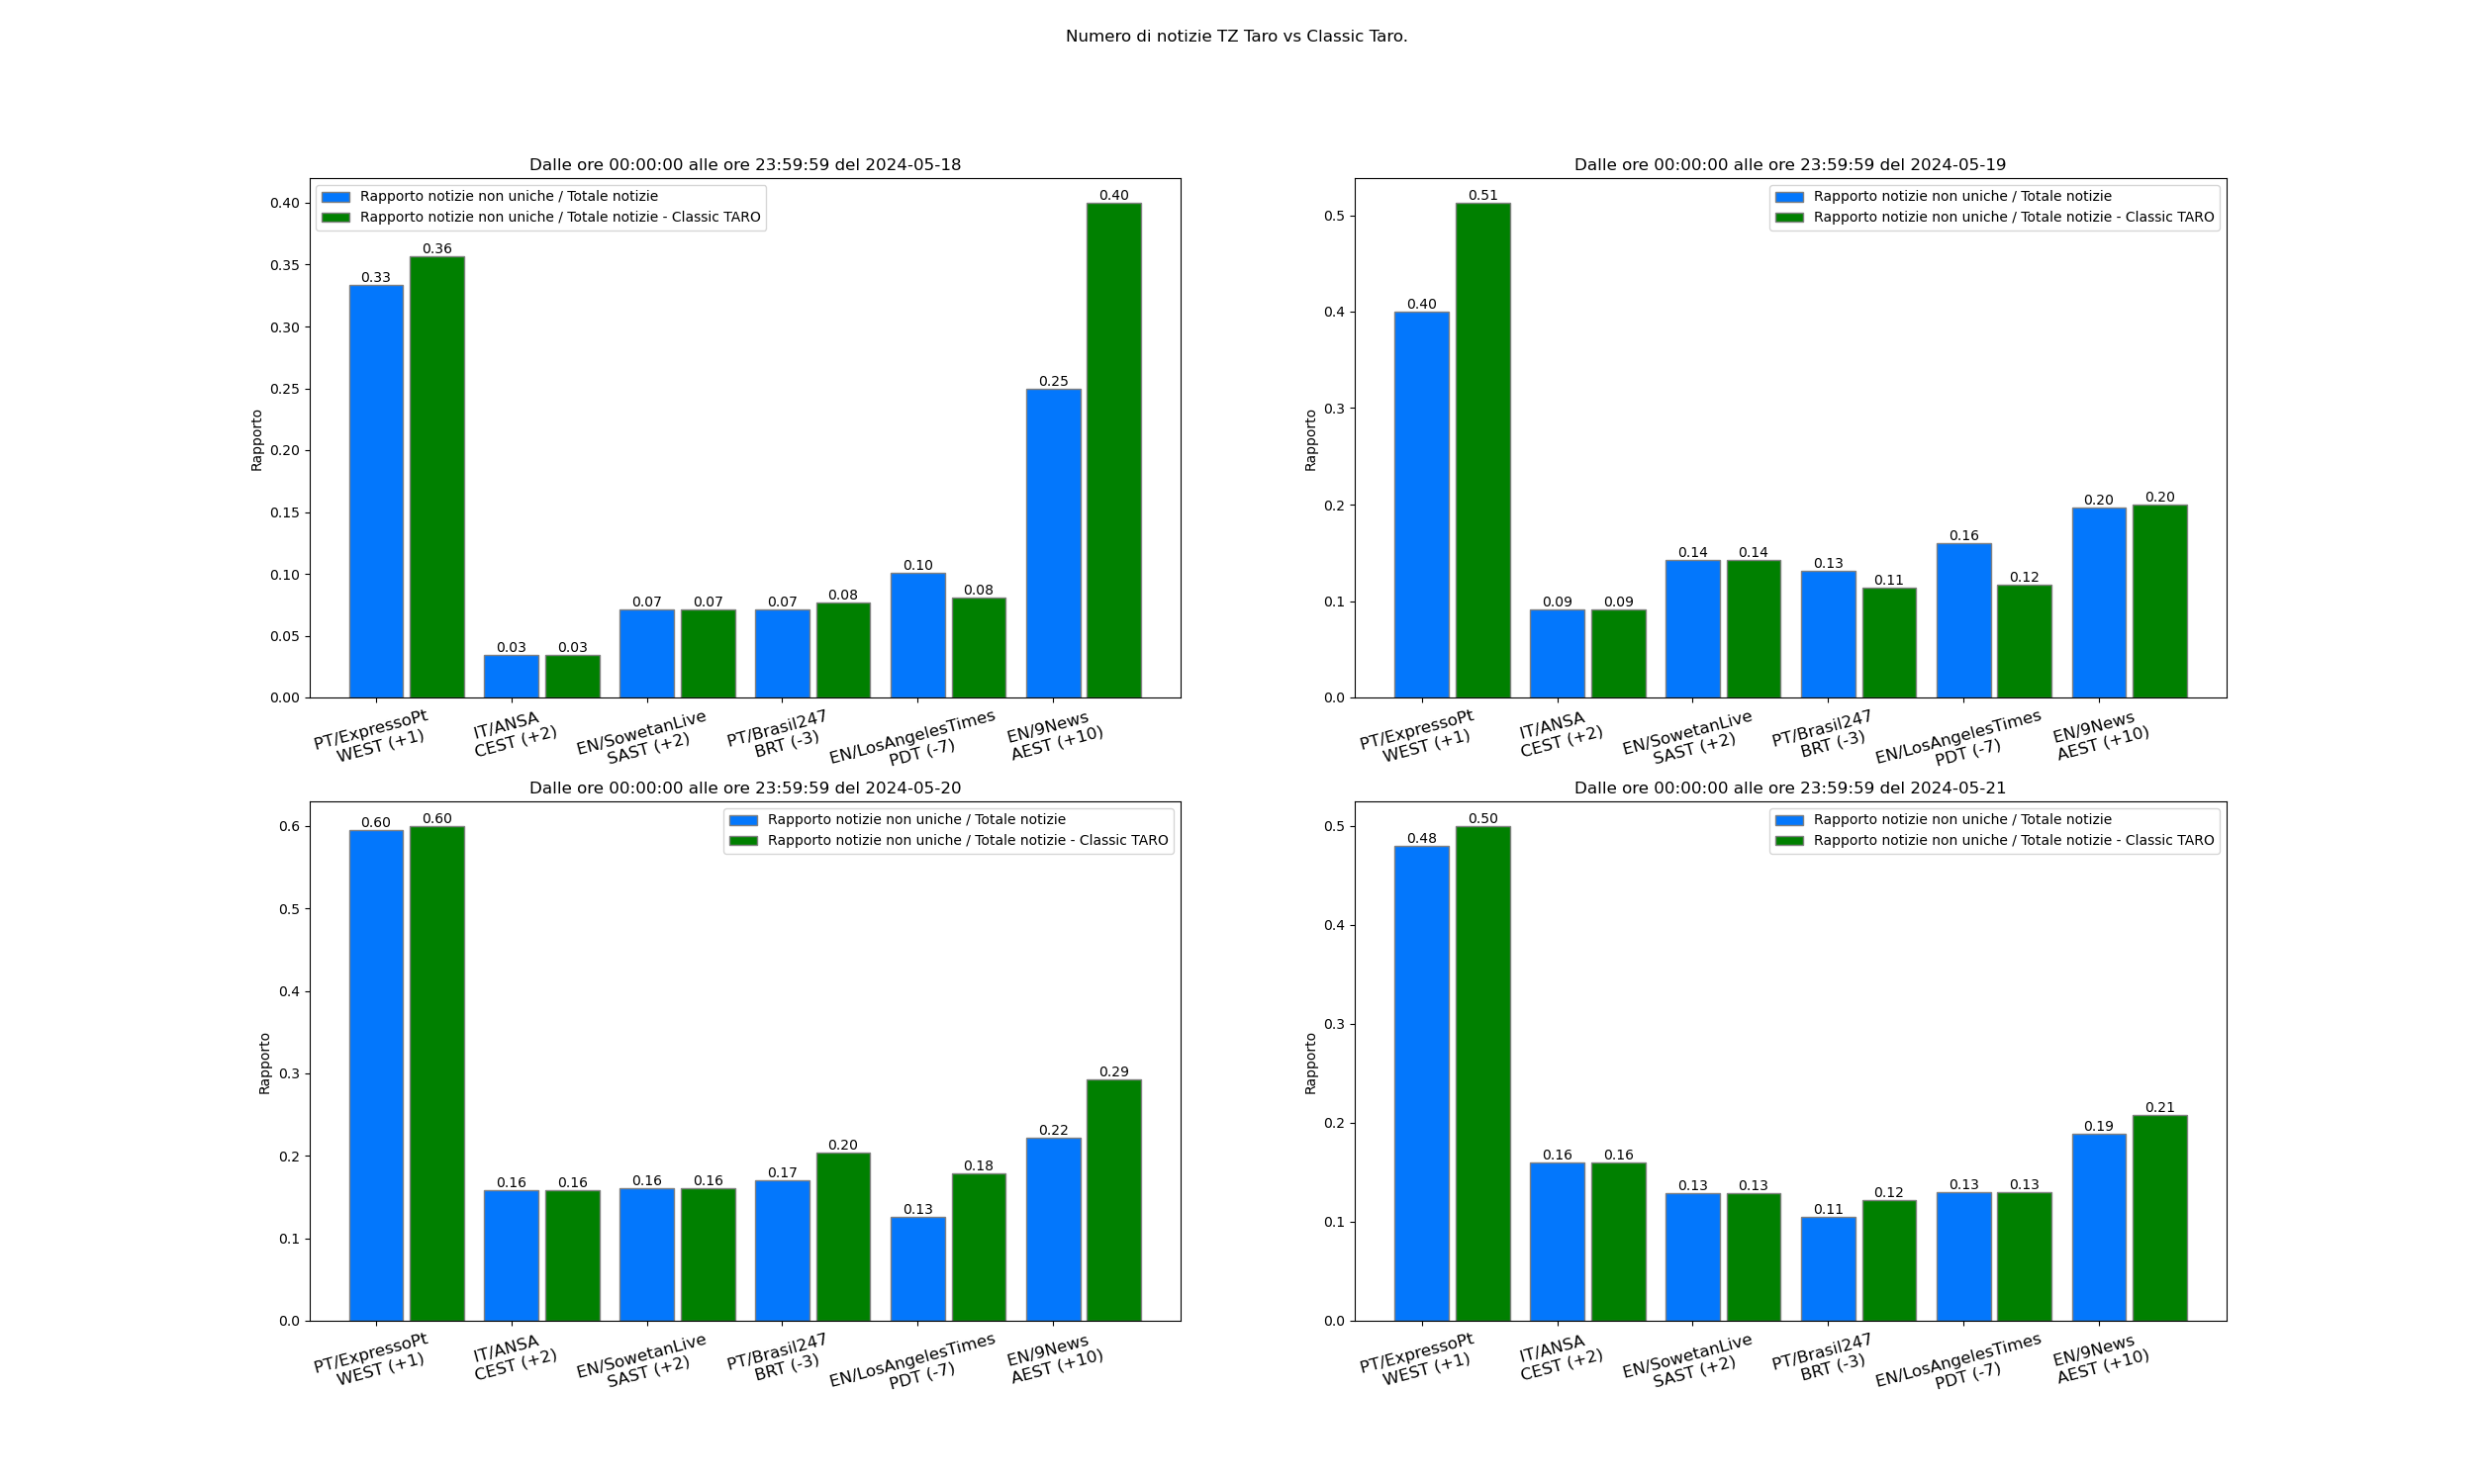 Numero di notizie TZ Taro vs Classic Taro.
Dalle ore 00:00:00 alle ore 23:59:59 del 2024-05-18
Rapporto notizie non uniche / Totale notizie
Rapporto notizie non uniche / Totale notizie - Classic TARO
Rapporto
0.40
0.35
0.30
0.25
0.20
0.15
0.10
0.05
0.00
0.33
0.36
0.03
0.03
0.07
0.07
0.07
0.08
0.10
0.08
0.25
0.40
PT/ExpressoPt
WEST (+1)
IT/ANSA
CEST (+2)
EN/SowetanLive
SAST (+2)
PT/Brasil247
BRT (-3)
EN/LosAngelesTimes
PDT (-7)
EN/9News
AEST (+10)
Dalle ore 00:00:00 alle ore 23:59:59 del 2024-05-19
Rapporto notizie non uniche / Totale notizie
Rapporto notizie non uniche / Totale notizie - Classic TARO
Rapporto
0.5
0.4
0.3
0.2
0.1
0.0
0.40
0.51
0.09
0.09
0.14
0.14
0.13
0.11
0.16
0.12
0.20
0.20
PT/ExpressoPt
WEST (+1)
IT/ANSA
CEST (+2)
EN/SowetanLive
SAST (+2)
PT/Brasil247
BRT (-3)
EN/LosAngelesTimes
PDT (-7)
EN/9News
AEST (+10)
Dalle ore 00:00:00 alle ore 23:59:59 del 2024-05-20
Rapporto notizie non uniche / Totale notizie
Rapporto notizie non uniche / Totale notizie - Classic TARO
Rapporto
0.6
0.5
0.4
0.3
0.2
0.1
0.0
0.60
0.60
0.16
0.16
0.16
0.16
0.17
0.20
0.13
0.18
0.22
0.29
PT/ExpressoPt
WEST (+1)
IT/ANSA
CEST (+2)
EN/SowetanLive
SAST (+2)
PT/Brasil247
BRT (-3)
EN/LosAngelesTimes
PDT (-7)
EN/9News
AEST (+10)
Dalle ore 00:00:00 alle ore 23:59:59 del 2024-05-21
Rapporto notizie non uniche / Totale notizie
Rapporto notizie non uniche / Totale notizie - Classic TARO
Rapporto
0.5
0.4
0.3
0.2
0.1
0.0
0.48
0.50
0.16
0.16
0.13
0.13
0.11
0.12
0.13
0.13
0.19
0.21
PT/ExpressoPt
WEST (+1)
IT/ANSA
CEST (+2)
EN/SowetanLive
SAST (+2)
PT/Brasil247
BRT (-3)
EN/LosAngelesTimes
PDT (-7)
EN/9News
AEST (+10)